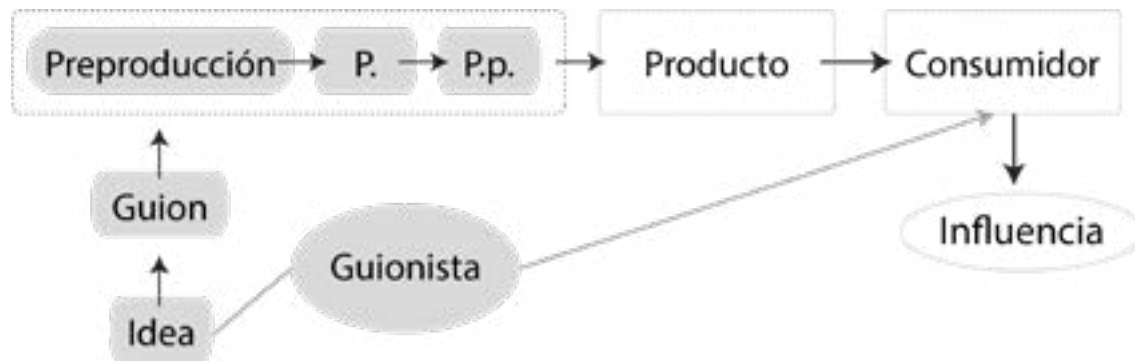 Preproducción
P.
P.p.
Producto
Consumidor
Guion
Guionista
Influencia
Idea